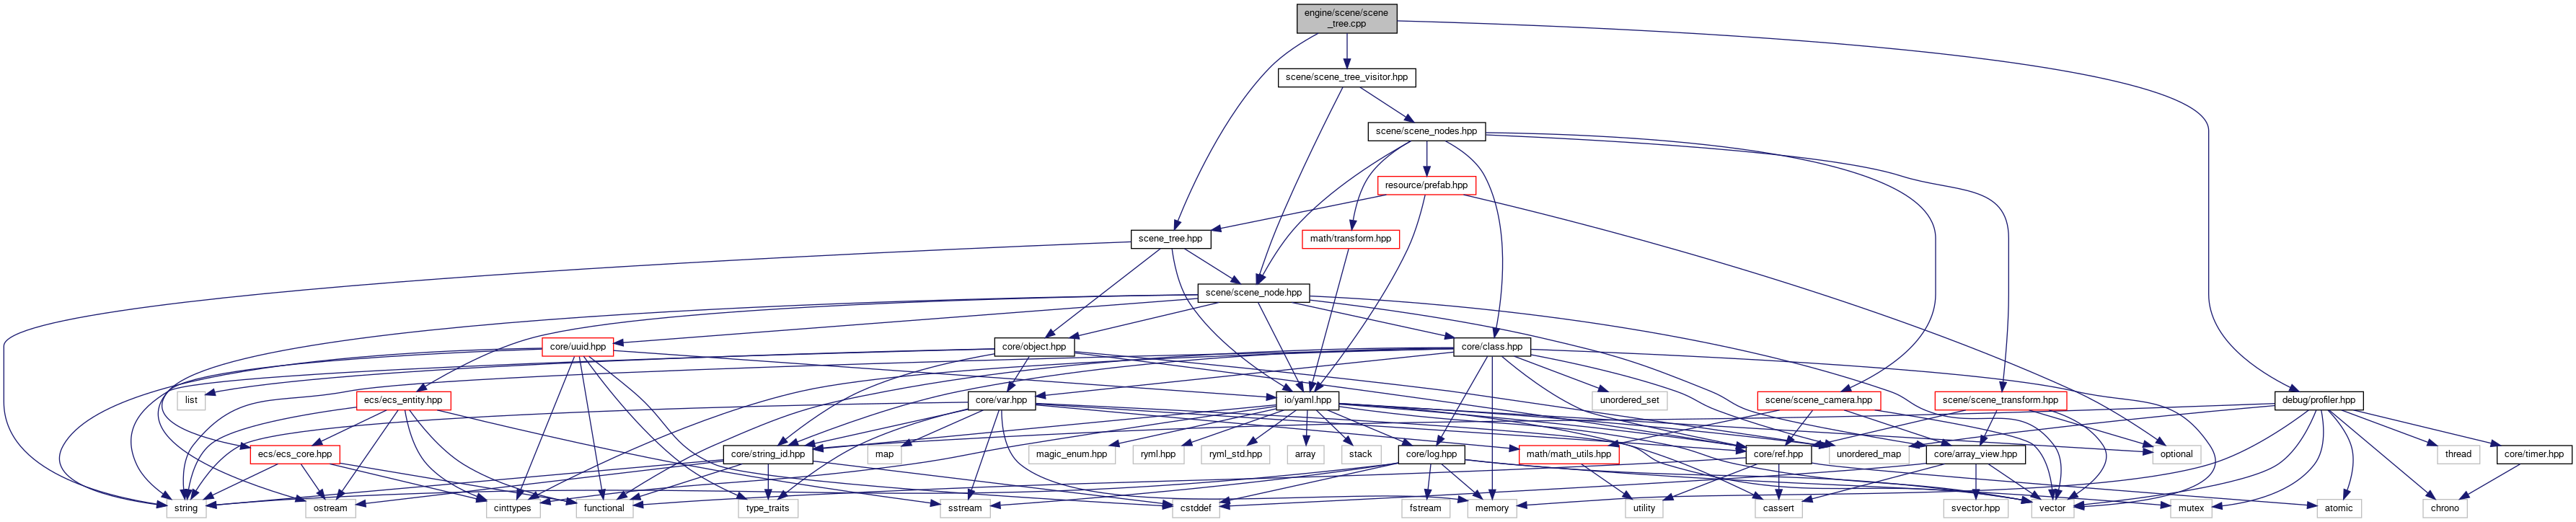 engine/scene/scene
_tree.cpp
scene/scene_tree_visitor.hpp
scene/scene_nodes.hpp
resource/prefab.hpp
scene_tree.hpp
math/transform.hpp
scene/scene_node.hpp
core/uuid.hpp
core/object.hpp
core/class.hpp
list
ecs/ecs_entity.hpp
core/var.hpp
io/yaml.hpp
unordered_set
scene/scene_camera.hpp
scene/scene_transform.hpp
debug/profiler.hpp
ecs/ecs_core.hpp
core/string_id.hpp
map
magic_enum.hpp
ryml.hpp
ryml_std.hpp
array
stack
core/log.hpp
math/math_utils.hpp
core/ref.hpp
unordered_map
core/array_view.hpp
optional
thread
core/timer.hpp
string
ostream
cinttypes
functional
type_traits
sstream
cstddef
fstream
memory
utility
cassert
svector.hpp
vector
mutex
atomic
chrono